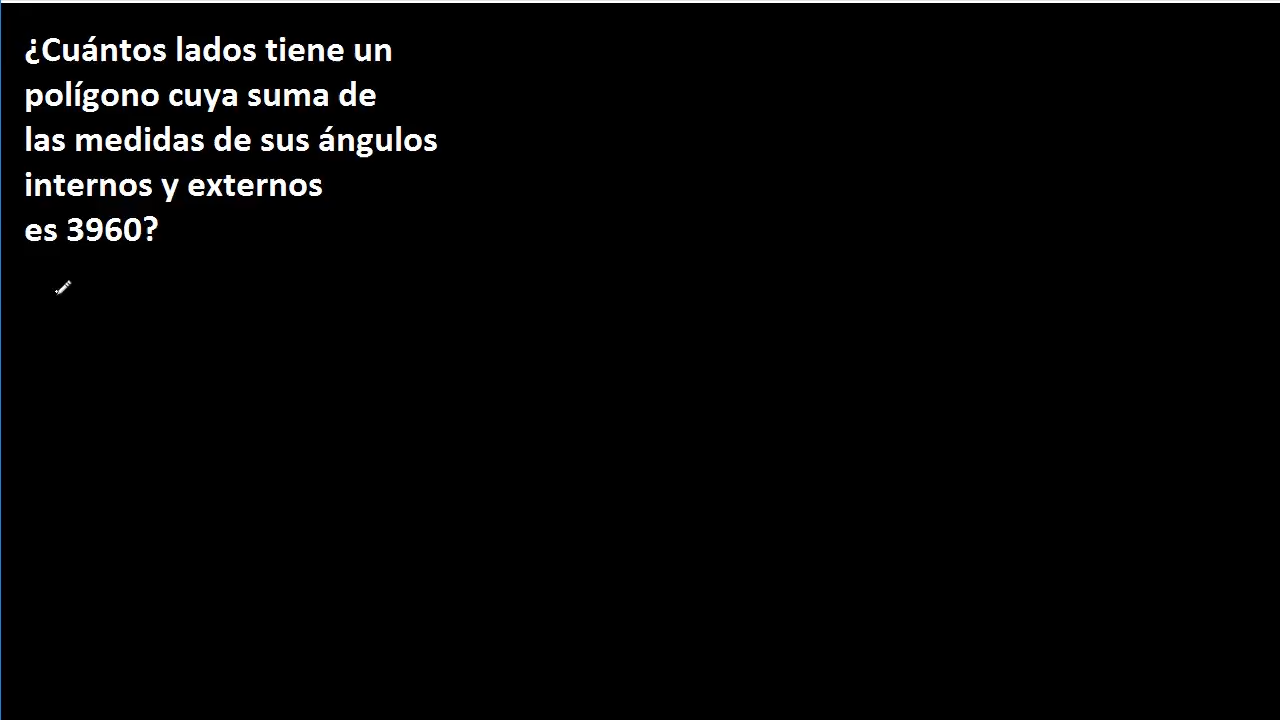 ¿Cuántos lados tiene un
polígono cuya suma de
las medidas de sus ángulos
internos y externos
es 3960?